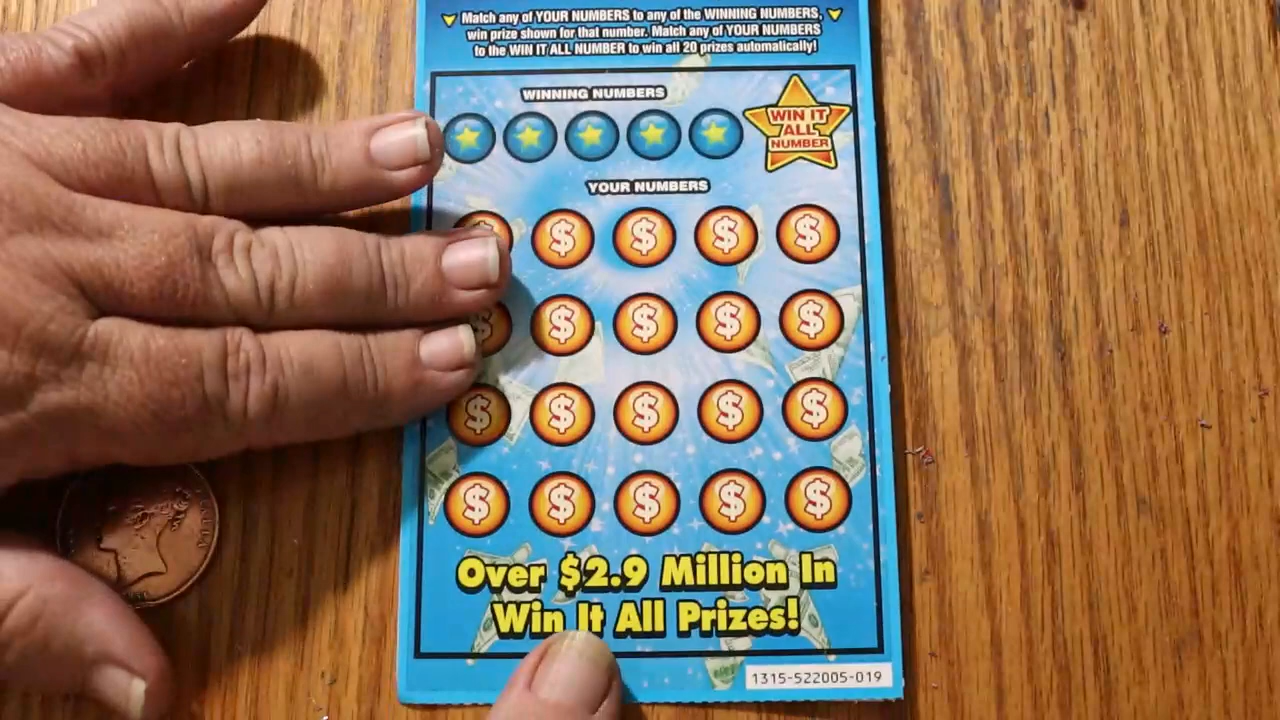 Match any of YOUR NUMBERS to any of the WINNING NUMBERS,
win prize shown for that number. Match any of YOUR NUMBERS
to the WIN IT ALL NUMBER to win all 20 prizes automatically!
WINNING NUMBERS
WIN IT
ALL
NUMBER
YOUR NUMBERS
$ $ $ $ $
$ $ $ $ $
$ $ $ $ $
$ $ $ $ $
Over $2.9 Million In
Win It All Prizes!
1315-522005-019